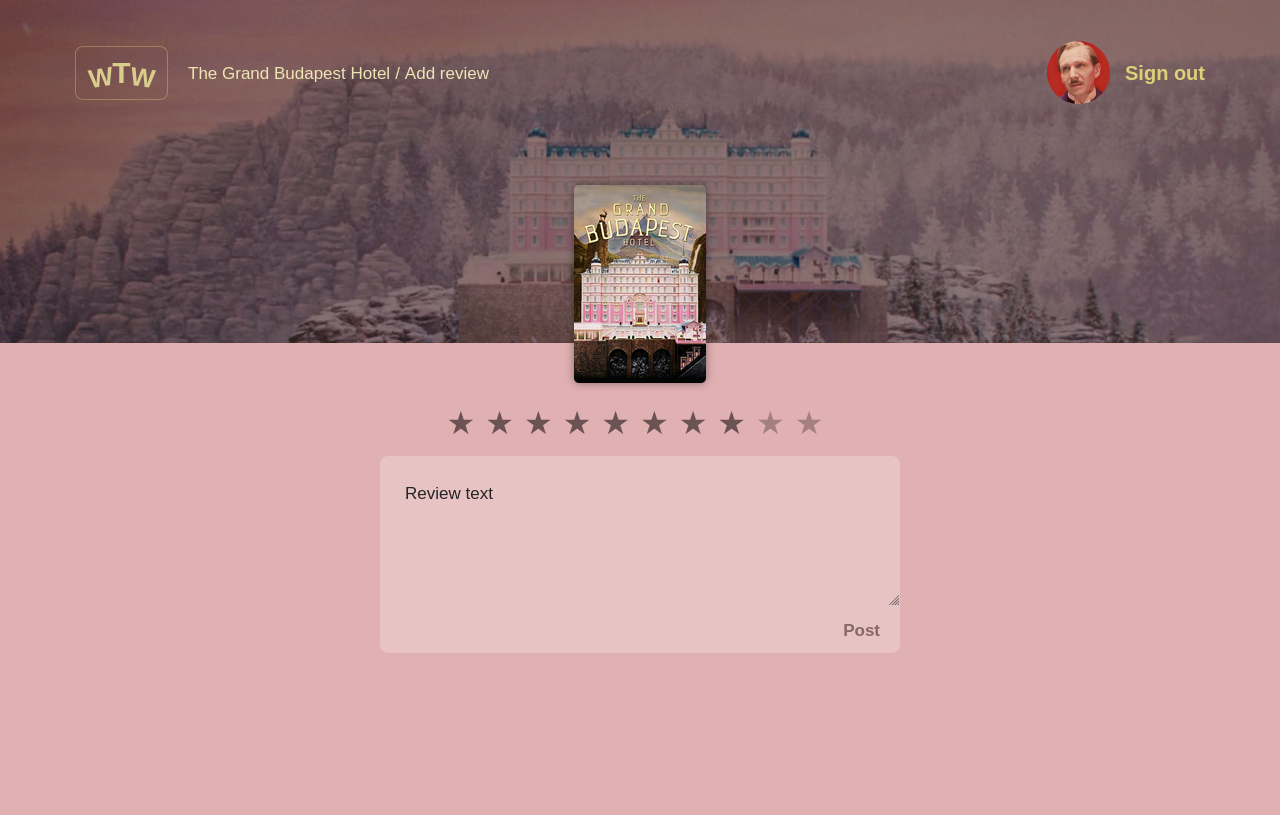 WTW
The Grand Budapest Hotel / Add review
Sign out
THE
GRAND
BUDAPEST
HOTEL
Review text
Post